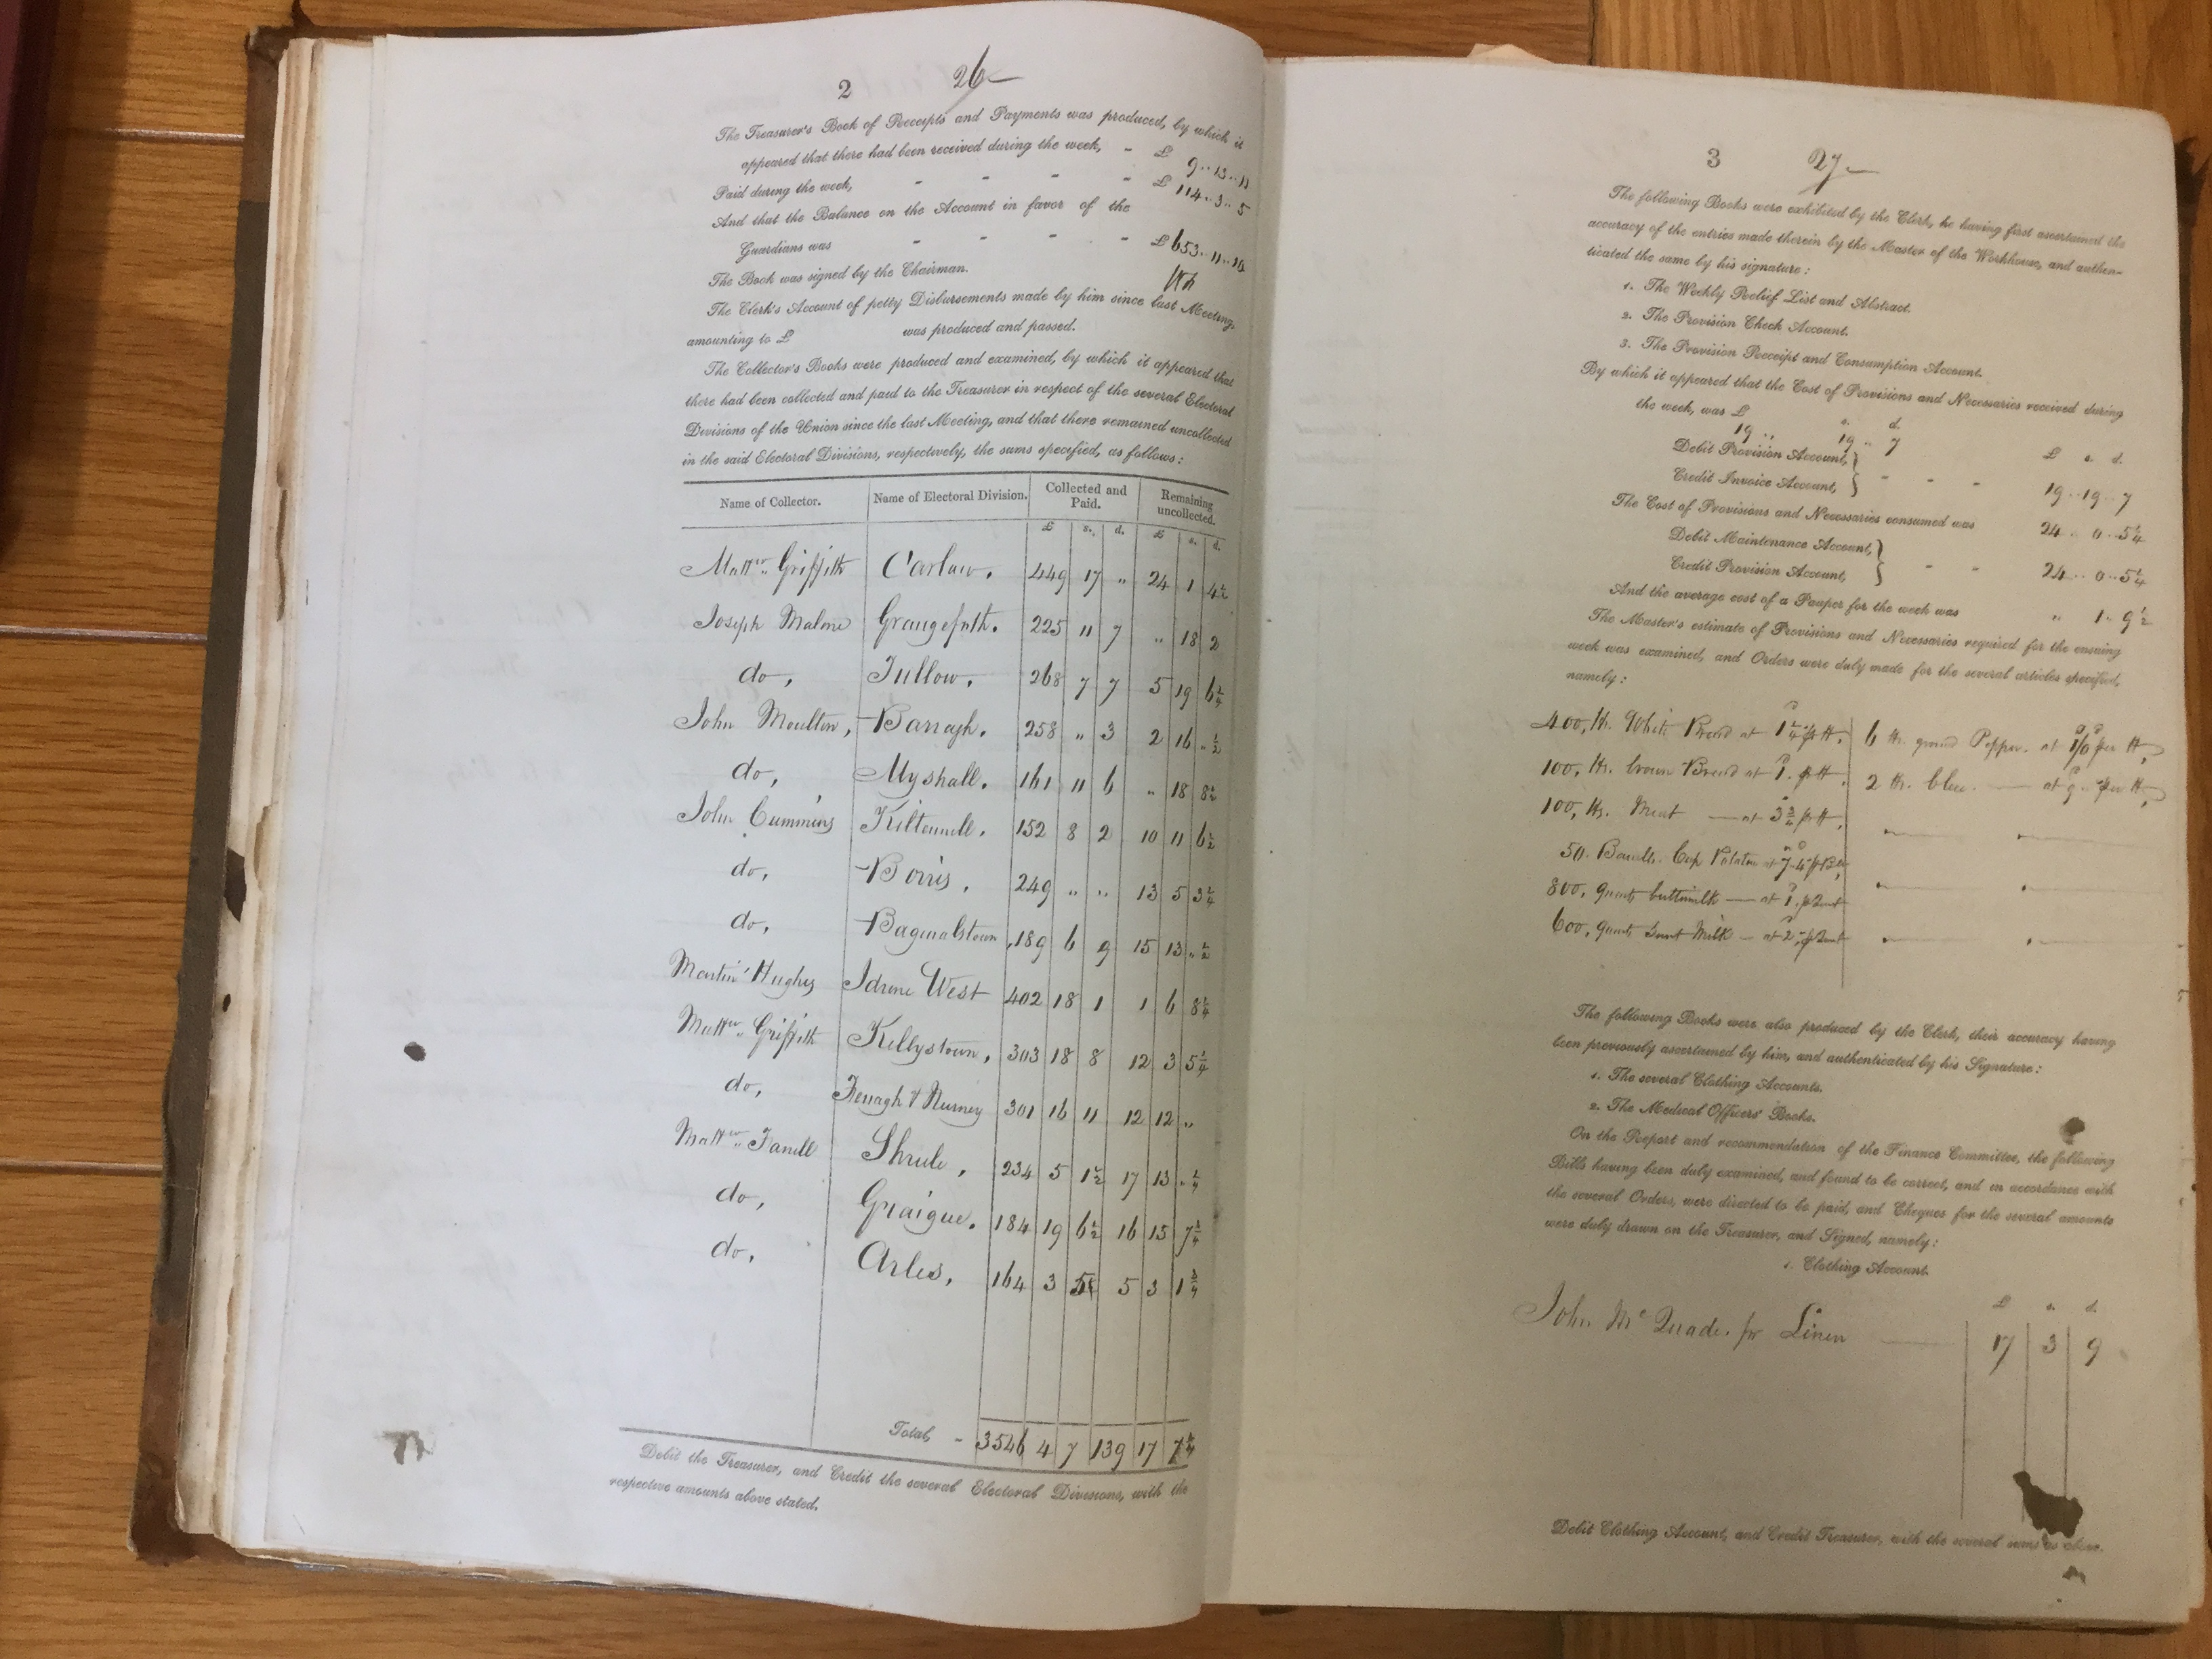 2 26
The Treasurer's Book of Receipts and Payments was produced, by which it
appeared that there had been received during the week, - £ 9 .. 13 .. 11
Paid during the week, - - - - £ 114 .. 3 .. 5
And that the Balance on the Account in favor of the
Guardians was - - - - £ 653 .. 11 ..
The Book was signed by the Chairman.
The Clerk's Account of petty Disbursements made by him since last Meeting,
amounting to £ was produced and passed.
The Collector's Books were produced and examined, by which it appeared that
there had been collected and paid to the Treasurer in respect of the several Electoral
Divisions of the Union since the last Meeting, and that there remained uncollected
in the said Electoral Divisions, respectively, the sums specified, as follows:
Name of Collector. Name of Electoral Division. Collected and Paid. Remaining uncollected.
£ s. d. £ s. d.
Mattw. Griffith Carlow. 449 17 " 24 1 4½
Joseph Malone Grangeforth. 225 11 7 " 18 2
do, Tullow. 268 7 7 5 19 6¼
John Moulton, Barragh. 258 " 3 2 16 " ½
do, Myshall. 161 11 6 " 18 8½
John Cummins Kiltennell. 152 8 2 10 11 6½
do, Borris, 249 " " 13 5 3¼
do, Bagnalstown, 189 6 9 15 13 " ½
Martin Hughes Idrone West 402 18 1 1 6 8¼
Mattw. Griffith Kellystown, 303 18 8 12 3 5¼
do, Fenagh & Nurney 301 16 11 12 12 "
Mattw. Farrell Shrule, 234 5 1½ 17 13 " ¼
do, Graigue. 184 19 6½ 16 15 7¼
do, Arles, 164 3 5 5 3 1¾
Total, - 3546 4 7 139 17 7¼
Debit the Treasurer, and Credit the several Electoral Divisions, with the
respective amounts above stated.
3 27
The following Books were exhibited by the Clerk, he having first ascertained the
accuracy of the entries made therein by the Master of the Workhouse, and authen-
ticated the same by his signature:
1. The Weekly Relief List and Abstract.
2. The Provision Check Account.
3. The Provision Receipt and Consumption Account.
By which it appeared that the Cost of Provisions and Necessaries received during
the week, was £ s. d.
19 .. 19 .. 7
Debit Provision Account, } £ s. d.
Credit Invoice Account, } - - - 19 .. 19 .. 7
The Cost of Provisions and Necessaries consumed was 24 .. 0 .. 5¼
Debit Maintenance Account, }
Credit Provision Account, } - - 24 .. 0 .. 5¼
And the average cost of a Pauper for the week was " 1 .. 9½
The Master's estimate of Provisions and Necessaries required for the ensuing
week was examined, and Orders were duly made for the several articles specified,
namely:
400, lb. White Bread at 1¼ p lb. 6 lb. ground Pepper. at 1/0 per lb,
100, lb. brown Bread at 1 p lb. 2 lb. blue. — at 9 per lb,
100, lb. Meat — at 3¾ p lb,
50. Barrels. Cup Potatoes at 7-4 p Bl
800, quarts buttermilk — at 1 p Quart
600, quarts Milk — at 2 p Quart
The following Books were also produced by the Clerk, their accuracy having
been previously ascertained by him, and authenticated by his Signature:
1. The several Clothing Accounts.
2. The Medical Officers' Books.
On the Report and recommendation of the Finance Committee, the following
Bills having been duly examined, and found to be correct, and in accordance with
the several Orders, were directed to be paid, and Cheques for the several amounts
were duly drawn on the Treasurer, and Signed, namely:
1. Clothing Account.
£ s. d.
John McQuade. for Linen — 17 3 9
Debit Clothing Account, and Credit Treasurer, with the several sums as above.